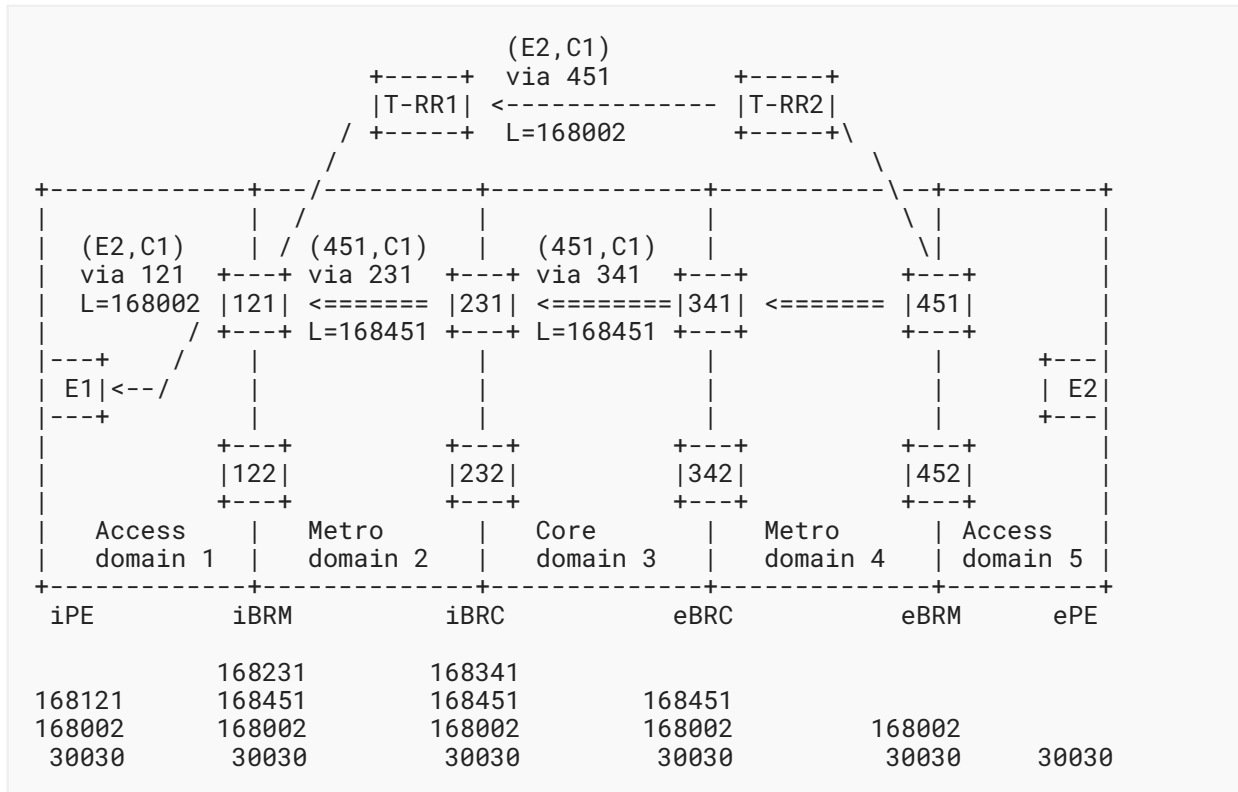 (E2,C1)
+-----+  via 451          +-----+
|T-RR1| <-------------- |T-RR2|
/ +-----+  L=168002         +-----+\
/                                   \
+-------------+---/----------+--------------+-----------\--+----------+
|             |  /           |              |            \ |          |
|  (E2,C1)    | / (451,C1)   |   (451,C1)   |             \|          |
|  via 121  +---+ via 231  +---+ via 341  +---+          +---+        |
|  L=168002 |121| <======= |231| <========|341| <======= |451|        |
|         / +---+ L=168451 +---+ L=168451 +---+          +---+        |
|---+    /    |              |              |              |      +---|
| E1|<--/     |              |              |              |      | E2|
|---+         |              |              |              |      +---|
|           +---+          +---+          +---+          +---+        |
|           |122|          |232|          |342|          |452|        |
|           +---+          +---+          +---+          +---+        |
|   Access    |   Metro      |   Core       |   Metro      | Access   |
|   domain 1  |   domain 2   |   domain 3   |   domain 4   | domain 5 |
+-------------+--------------+--------------+--------------+----------+
iPE         iBRM           iBRC           eBRC           eBRM      ePE
168231         168341
168121      168451         168451         168451
168002      168002         168002         168002         168002
30030       30030          30030          30030          30030     30030